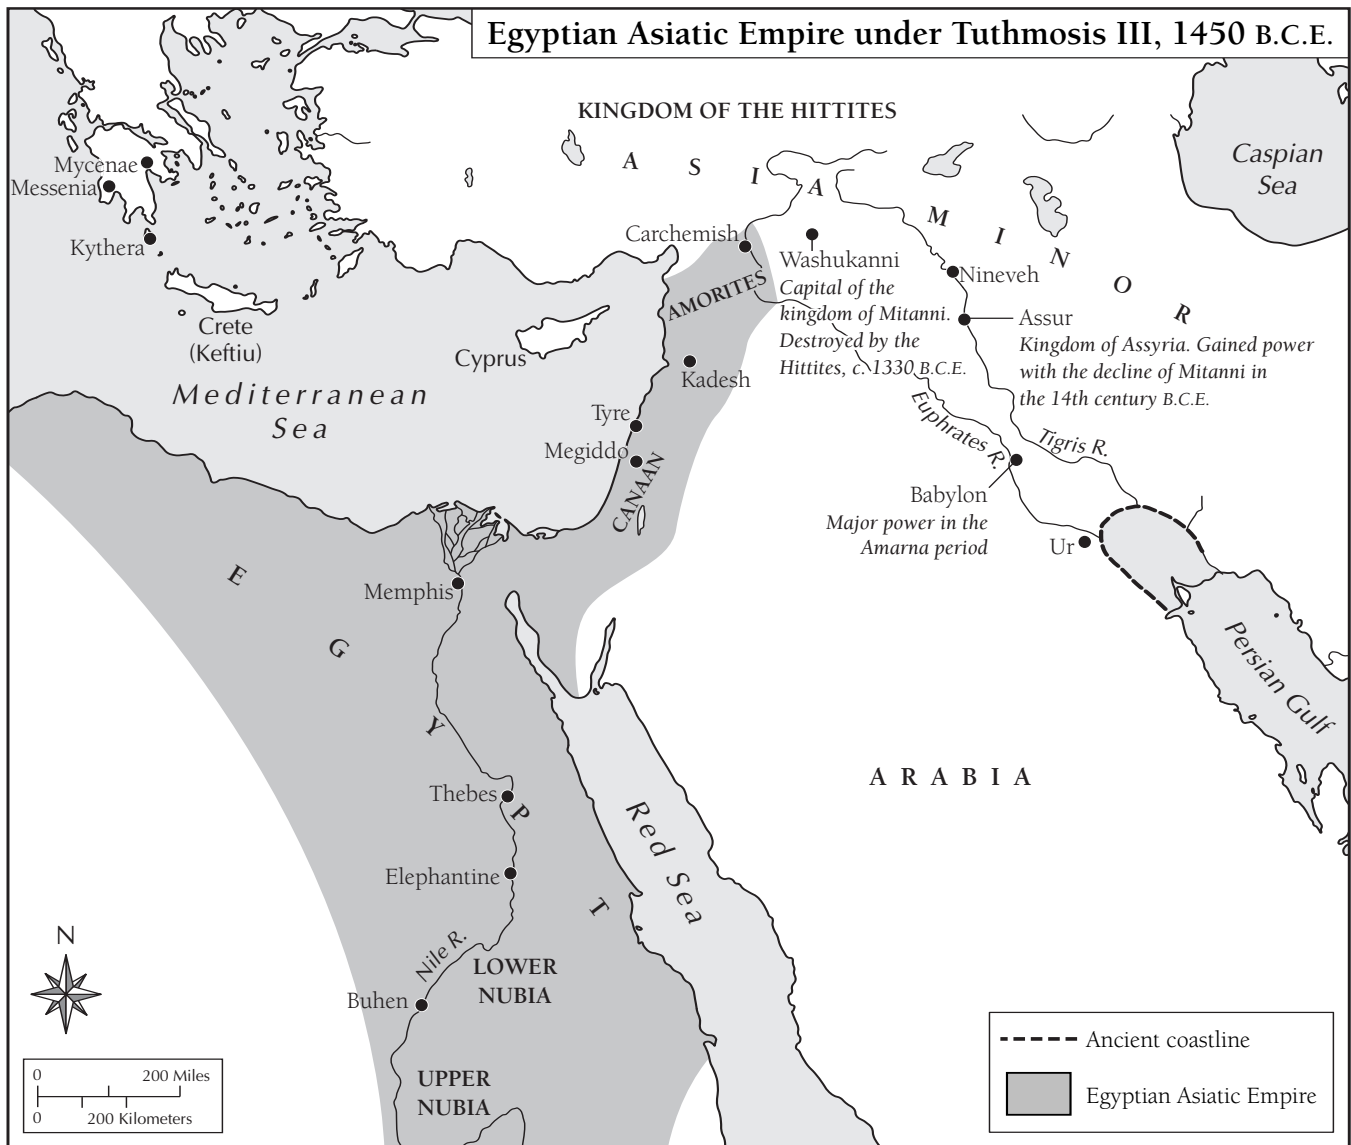 Egyptian Asiatic Empire under Tuthmosis III, 1450 B.C.E.
KINGDOM OF THE HITTITES
ASIA MINOR
Caspian
Sea
Mycenae
Messenia
Kythera
Crete
(Keftiu)
Cyprus
Mediterranean
Sea
Carchemish
AMORITES
Washukanni
Capital of the
kingdom of Mitanni.
Destroyed by the
Hittites, c. 1330 B.C.E.
Nineveh
Assur
Kingdom of Assyria. Gained power
with the decline of Mitanni in
the 14th century B.C.E.
Kadesh
Tyre
Megiddo
CANAAN
Euphrates R.
Tigris R.
Babylon
Major power in the
Amarna period
Ur
Persian Gulf
EGYPT
Memphis
Thebes
Elephantine
Nile R.
LOWER
NUBIA
Buhen
UPPER
NUBIA
Red Sea
ARABIA
N
0 200 Miles
0 200 Kilometers
Ancient coastline
Egyptian Asiatic Empire